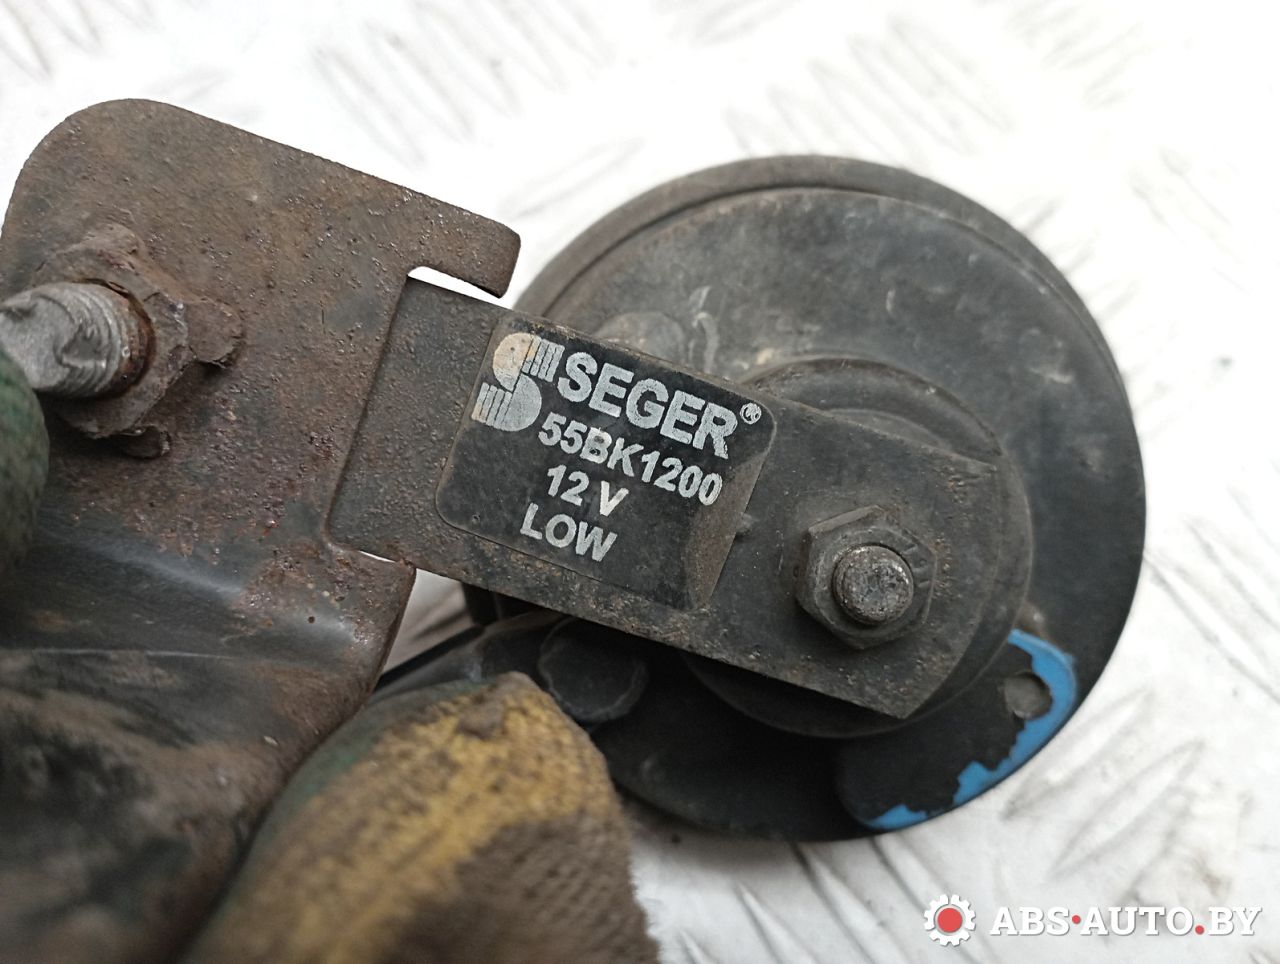 SEGER®
55BK1200
12 V
LOW
ABS·AUTO.BY